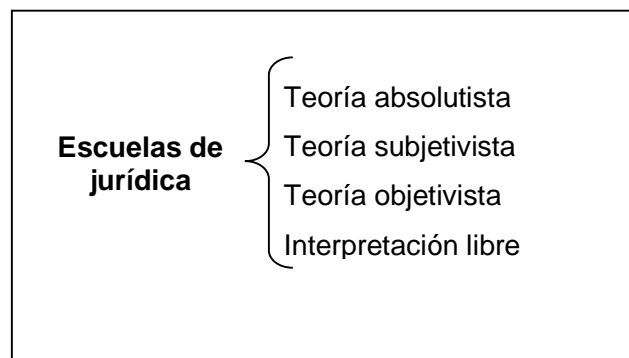 Escuelas de
jurídica
Teoría absolutista
Teoría subjetivista
Teoría objetivista
Interpretación libre